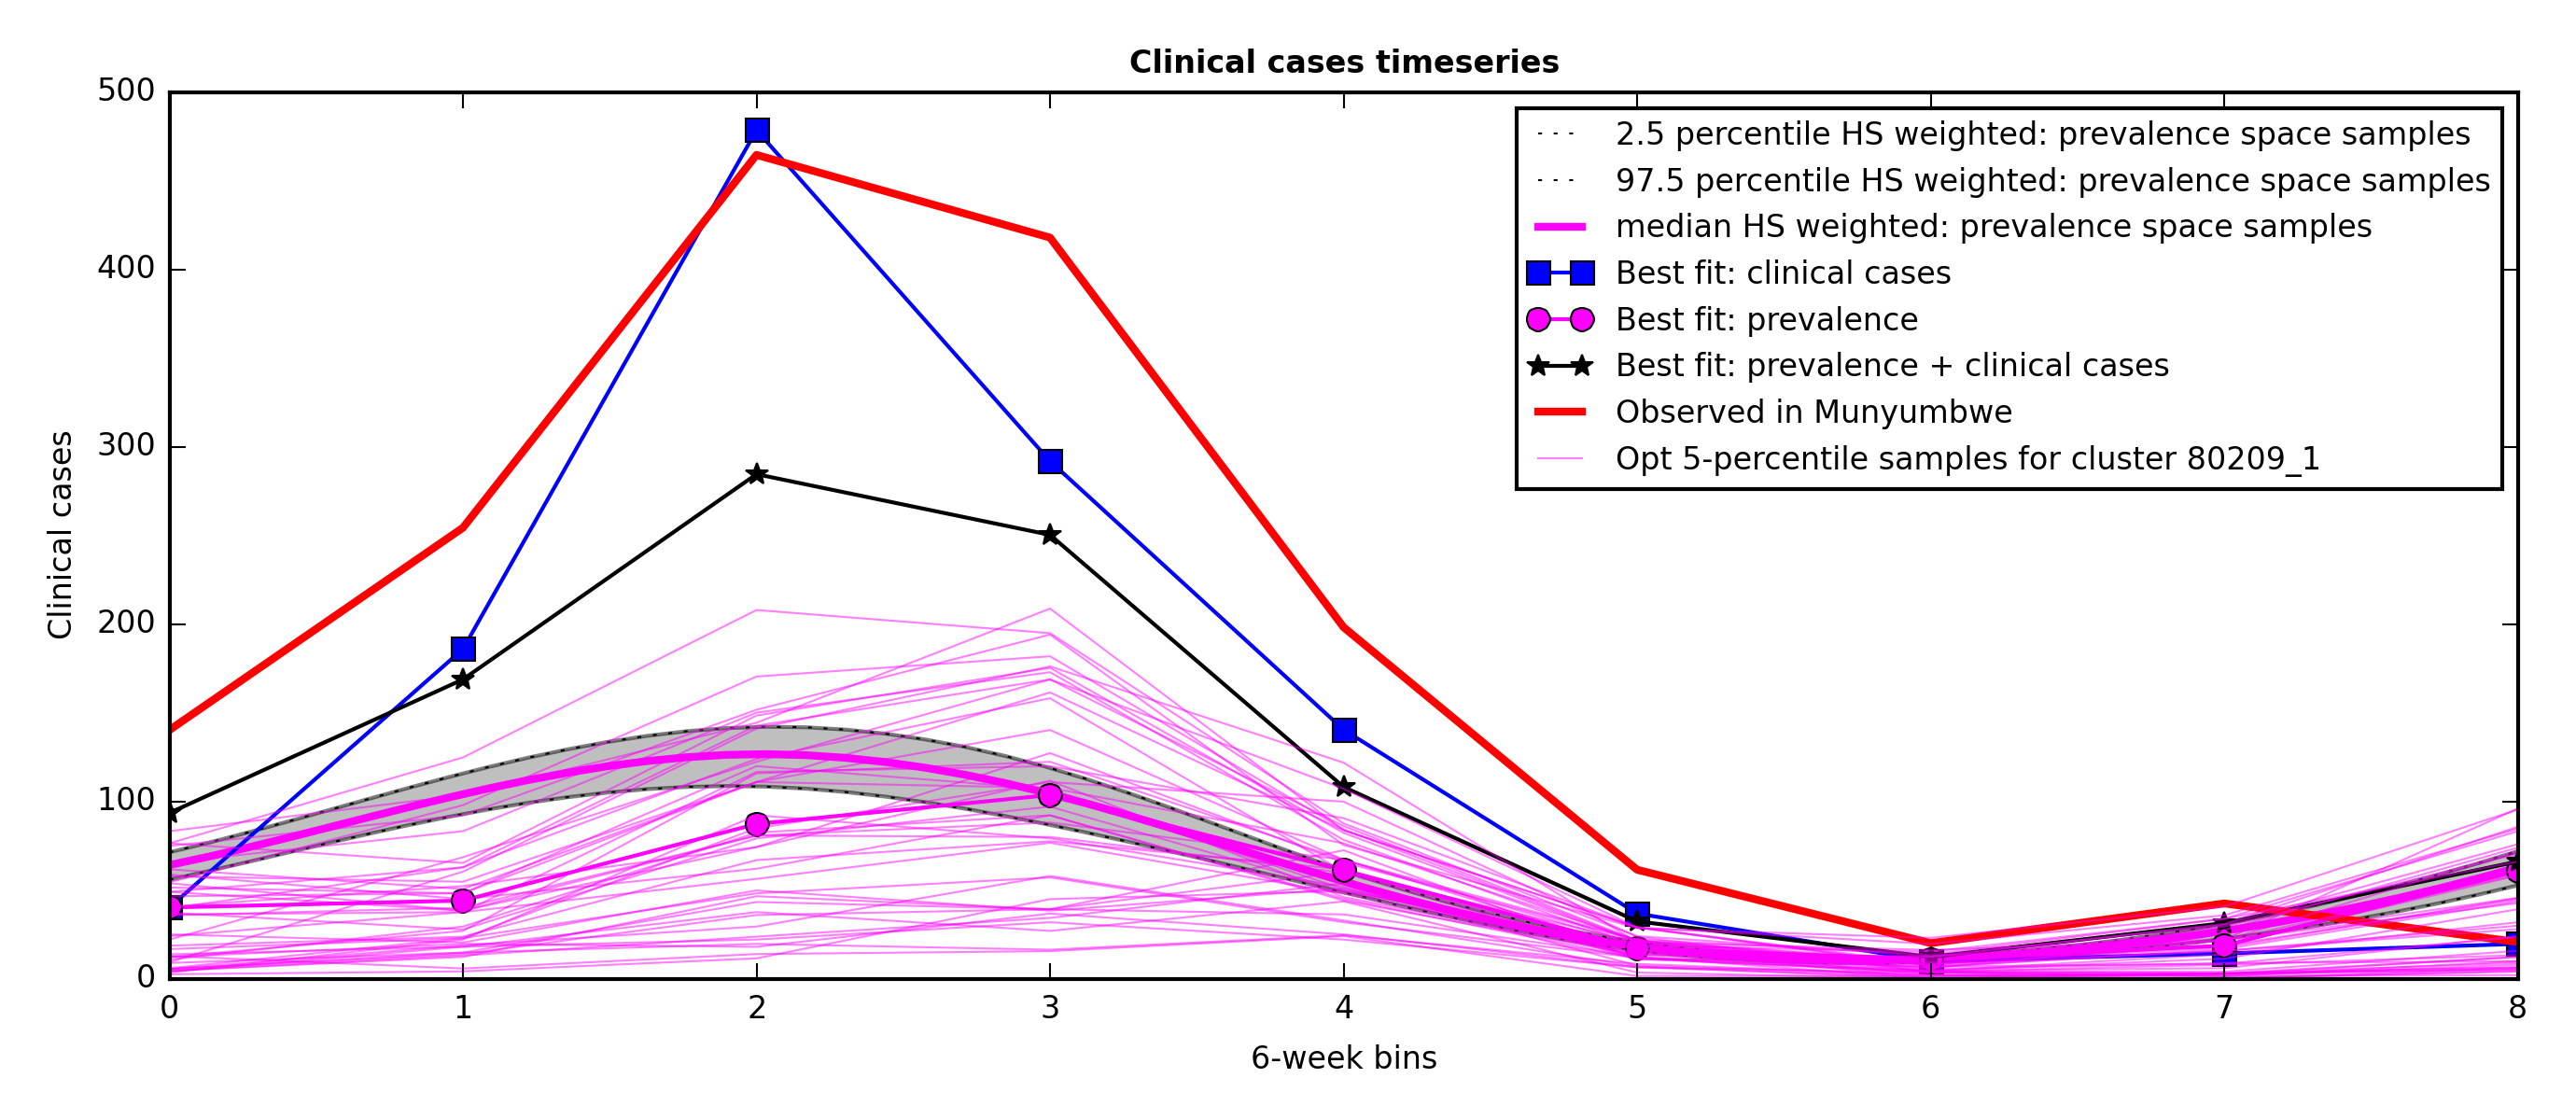 Clinical cases timeseries
500
400
300
200
100
0
Clinical cases
2.5 percentile HS weighted: prevalence space samples
97.5 percentile HS weighted: prevalence space samples
median HS weighted: prevalence space samples
Best fit: clinical cases
Best fit: prevalence
Best fit: prevalence + clinical cases
Observed in Munyumbwe
Opt 5-percentile samples for cluster 80209_1
0 1 2 3 4 5 6 7 8
6-week bins